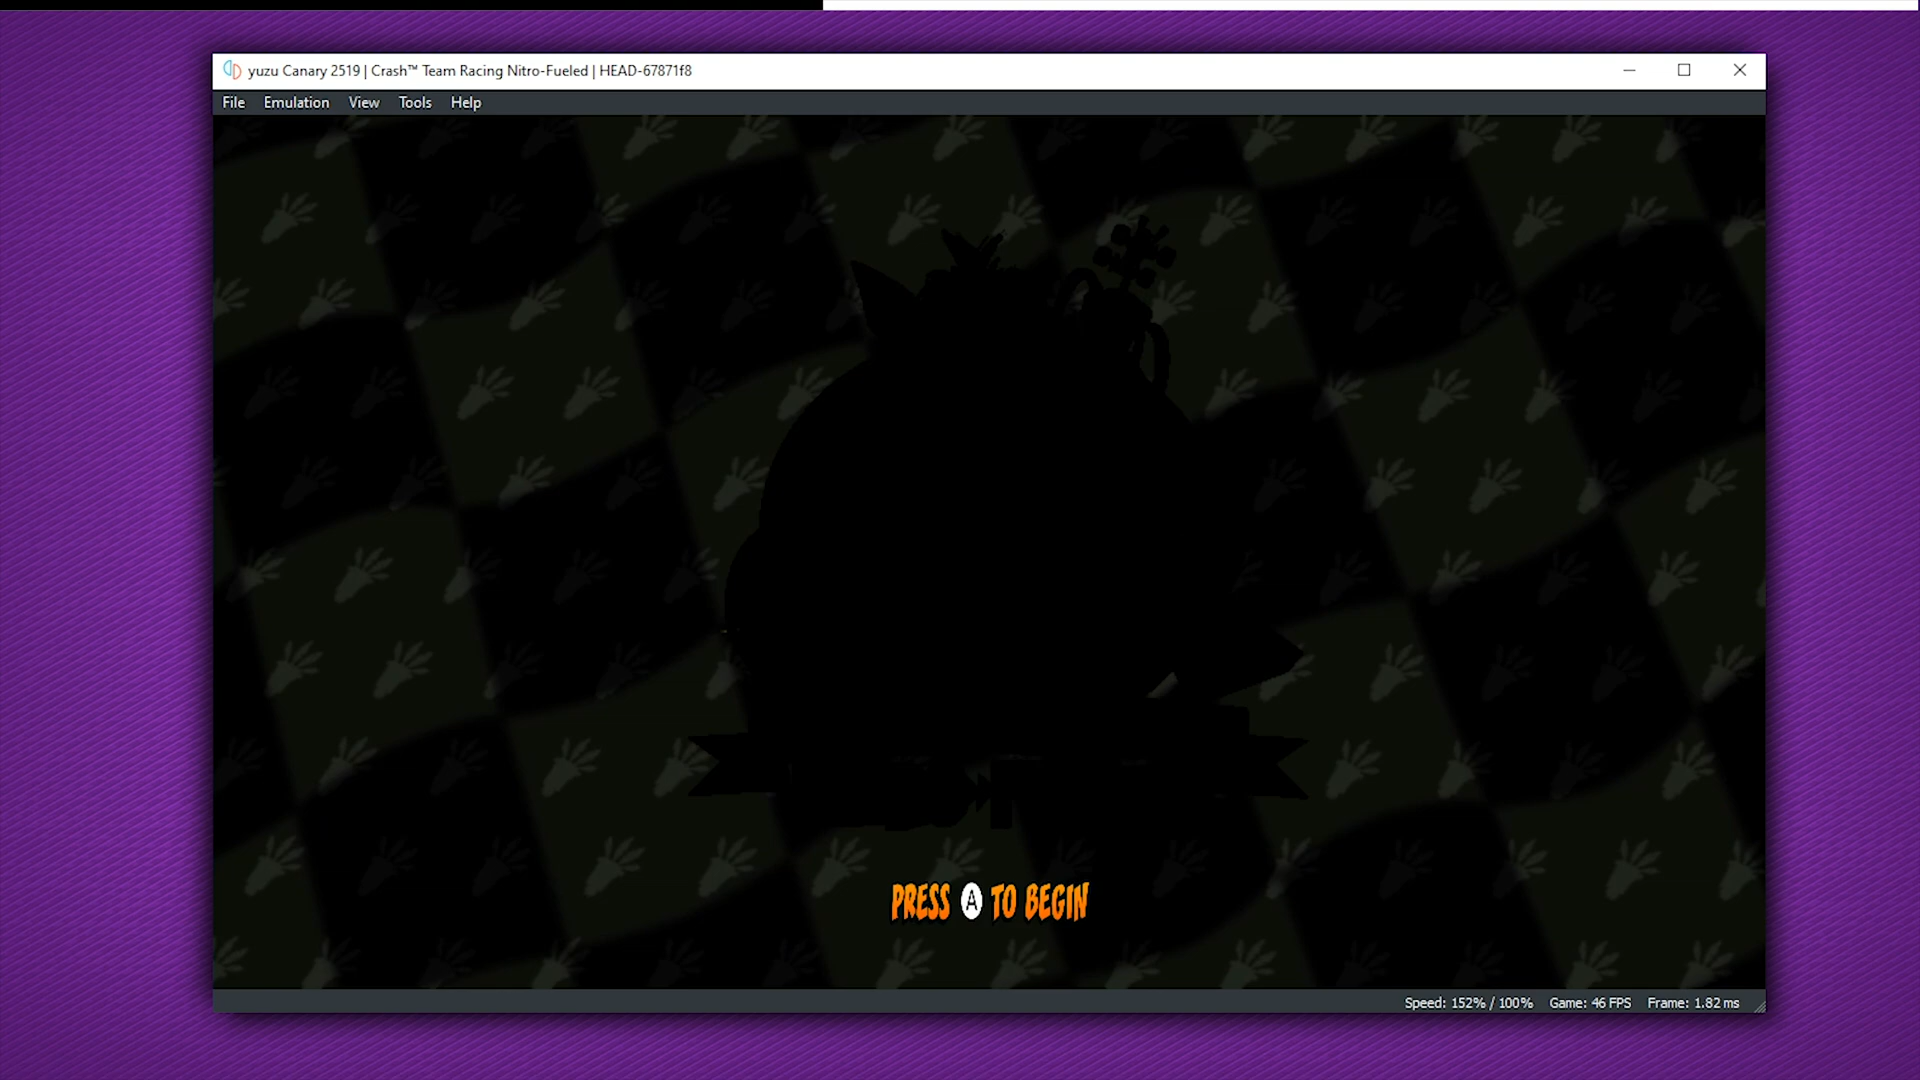 yuzu Canary 2519 | Crash™ Team Racing Nitro-Fueled | HEAD-67871f8
File Emulation View Tools Help
PRESS A TO BEGIN
Speed: 152% / 100% Game: 46 FPS Frame: 1.82 ms